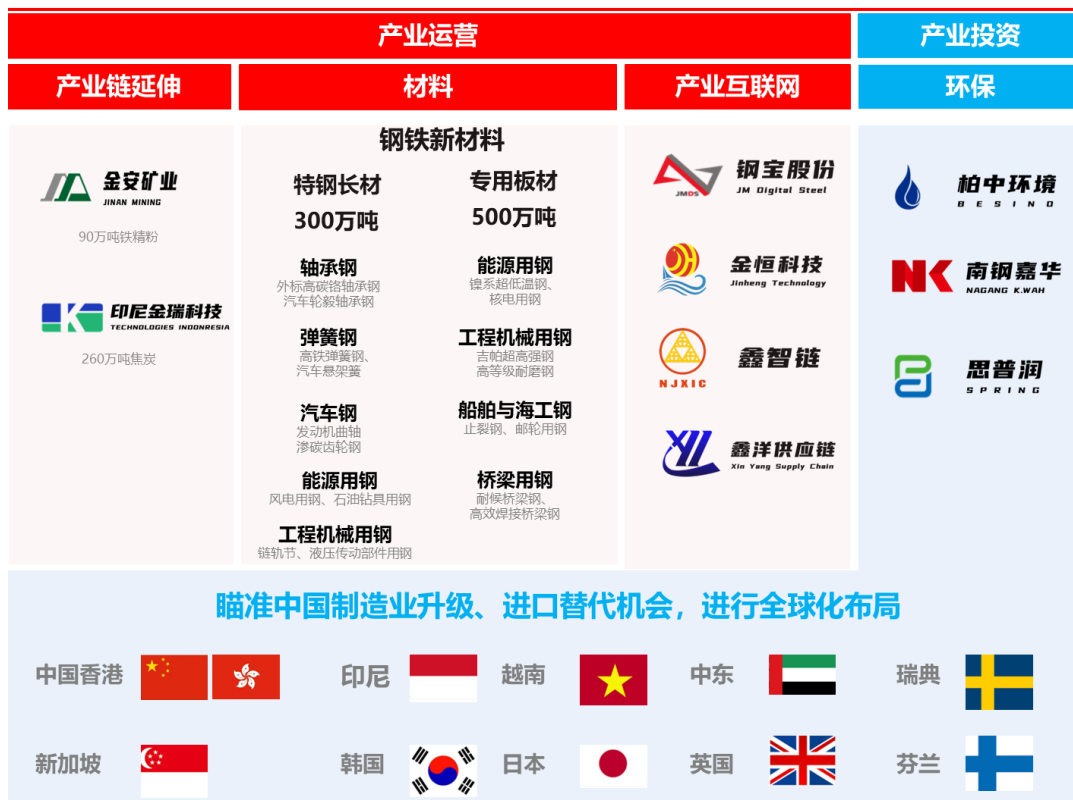 产业运营
产业投资
产业链延伸
材料
产业互联网
环保
金安矿业
JINAN MINING
90万吨铁精粉
印尼金瑞科技
TECHNOLOGIES INDONRESIA
260万吨焦炭
钢铁新材料
特钢长材
300万吨
轴承钢
外标高碳铬轴承钢
汽车轮毂轴承钢
弹簧钢
高铁弹簧钢、
汽车悬架簧
汽车钢
发动机曲轴
渗碳齿轮钢
能源用钢
风电用钢、石油钻具用钢
工程机械用钢
链轨节、液压传动部件用钢
专用板材
500万吨
能源用钢
镍系超低温钢、
核电用钢
工程机械用钢
吉帕超高强钢
高等级耐磨钢
船舶与海工钢
止裂钢、邮轮用钢
桥梁用钢
耐候桥梁钢、
高效焊接桥梁钢
JMDS
钢宝股份
JM Digital Steel
金恒科技
Jinheng Technology
NJXIC
鑫智链
鑫洋供应链
Xin Yang Supply Chain
柏中环境
BESINO
NK
南钢嘉华
NAGANG K.WAH
思普润
SPRING
瞄准中国制造业升级、进口替代机会，进行全球化布局
中国香港
印尼
越南
中东
瑞典
新加坡
韩国
日本
英国
芬兰